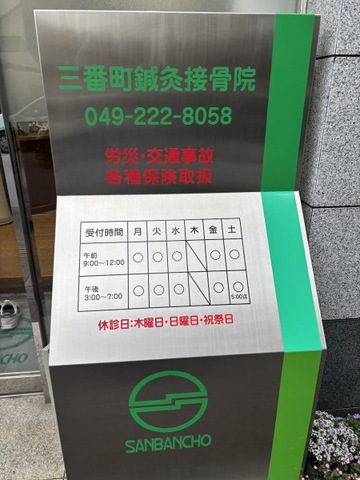 三番町鍼灸接骨院
049-222-8058
労災・交通事故
各種保険取扱
受付時間 月 火 水 木 金 土
午前
9:00〜12:00 ○ ○ ○ ○ ○
午後
3:00〜7:00 ○ ○ ○ ○ ○
5:00迄
休診日:木曜日・日曜日・祝祭日
SANBANCHO
NBANCHO